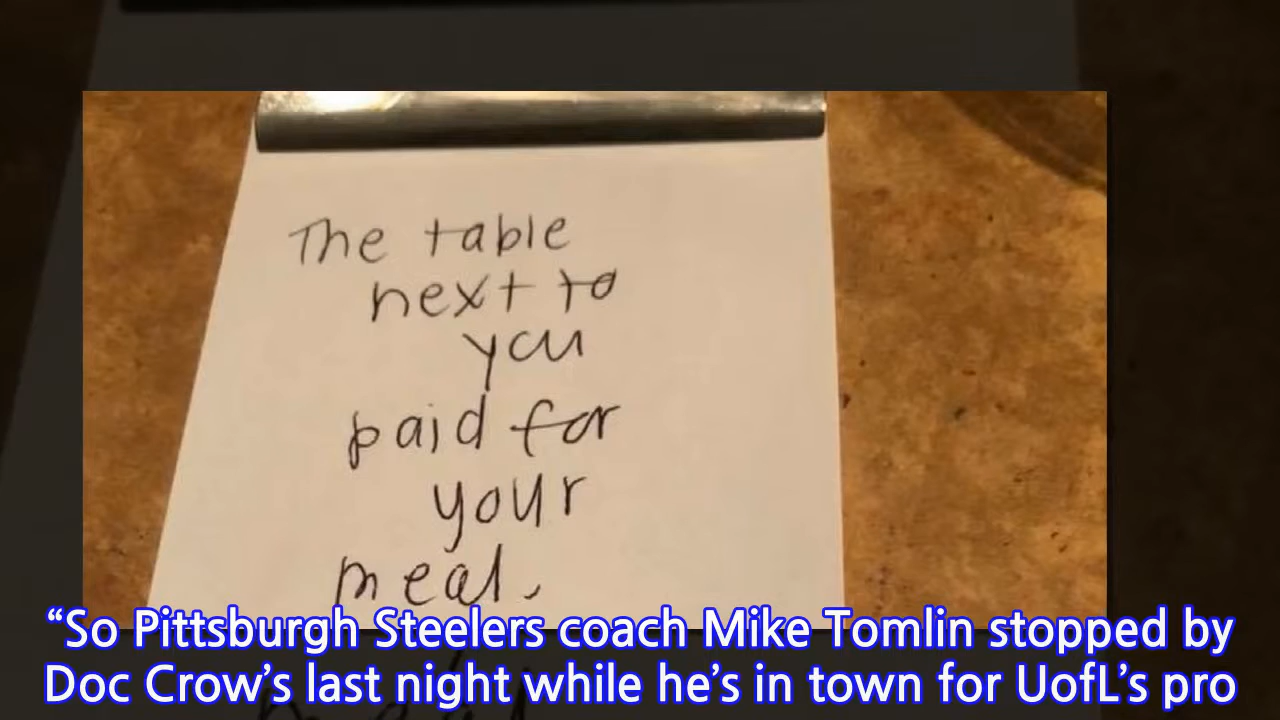 The table
next to
you
paid for
your
meal.
“So Pittsburgh Steelers coach Mike Tomlin stopped by
Doc Crow’s last night while he’s in town for UofL’s pro